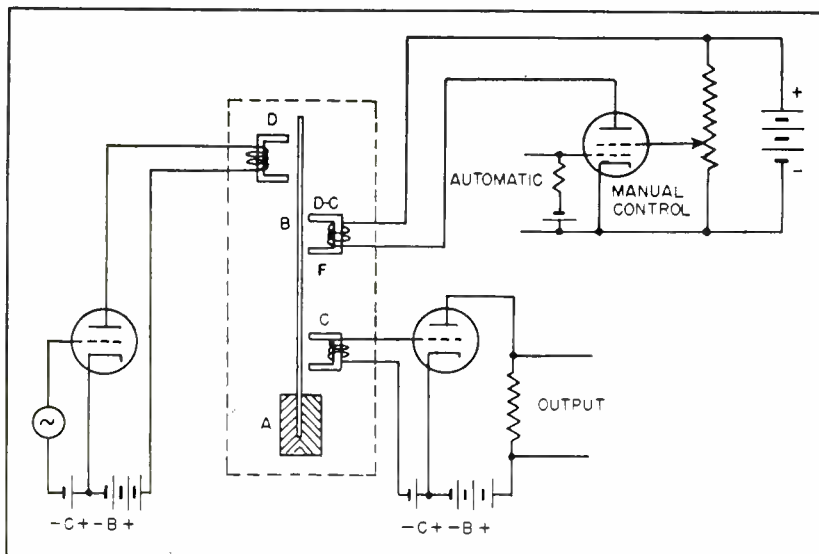 D
+
D-C
AUTOMATIC
MANUAL
CONTROL
-
B
F
C
A
OUTPUT
~
-C+-B+
-C+-B+